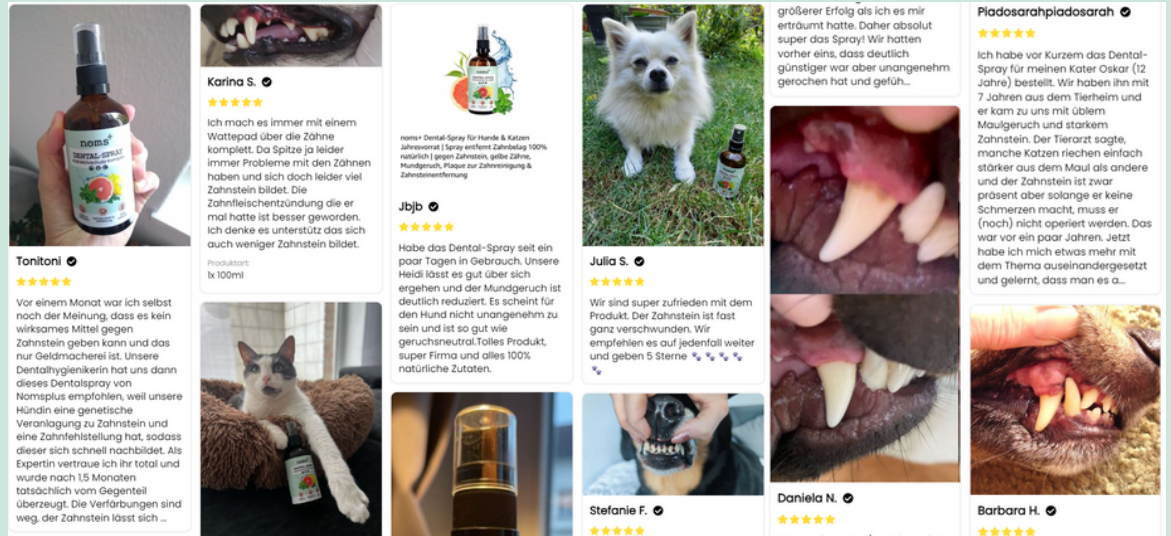 noms+
DENTAL-SPRAY
Tonitoni
Vor einem Monat war ich selbst
noch der Meinung, dass es kein
wirksames Mittel gegen
Zahnstein geben kann und das
nur Geldmacherei ist. Unsere
Dentalhygienikerin hat uns dann
dieses Dentalspray von
Nomsplus empfohlen, weil unsere
Hündin eine genetische
Veranlagung zu Zahnstein und
eine Zahnfehlstellung hat, sodass
dieser sich schnell nachbildet. Als
Expertin vertraue ich ihr total und
wurde nach 1,5 Monaten
tatsächlich vom Gegenteil
überzeugt. Die Verfärbungen sind
weg, der Zahnstein lässt sich ...
Karina S.
Ich mach es immer mit einem
Wattepad über die Zähne
komplett. Da Spitze ja leider
immer Probleme mit den Zähnen
haben und sich doch leider viel
Zahnstein bildet. Die
Zahnfleischentzündung die er
mal hatte ist besser geworden.
Ich denke es unterstützt das sich
auch weniger Zahnstein bildet.
Produktart:
1x 100ml
noms+ Dental-Spray für Hunde & Katzen
Jahresvorrat | Spray entfernt Zahnbelag 100%
natürlich | gegen Zahnstein, gelbe Zähne,
Mundgeruch, Plaque zur Zahnreinigung &
Zahnsteinentfernung
Jbjb
Habe das Dental-Spray seit ein
paar Tagen in Gebrauch. Unsere
Heidi lässt es gut über sich
ergehen und der Mundgeruch ist
deutlich reduziert. Es scheint für
den Hund nicht unangenehm zu
sein und ist so gut wie
geruchsneutral.Tolles Produkt,
super Firma und alles 100%
natürliche Zutaten.
Julia S.
Wir sind super zufrieden mit dem
Produkt. Der Zahnstein ist fast
ganz verschwunden. Wir
empfehlen es auf jedenfall weiter
und geben 5 Sterne 🐾 🐾 🐾 🐾
🐾
Stefanie F.
größerer Erfolg als ich es mir
erträumt hatte. Daher absolut
super das Spray! Wir hatten
vorher eins, dass deutlich
günstiger war aber unangenehm
gerochen hat und gefüh...
Daniela N.
Piadosarahpiadosarah
Ich habe vor Kurzem das Dental-
Spray für meinen Kater Oskar (12
Jahre) bestellt. Wir haben ihn mit
7 Jahren aus dem Tierheim und
er kam zu uns mit üblem
Maulgeruch und starkem
Zahnstein. Der Tierarzt sagte,
manche Katzen riechen einfach
stärker aus dem Maul als andere
und der Zahnstein ist zwar
präsent aber solange er keine
Schmerzen macht, muss er
(noch) nicht operiert werden. Das
war vor ein paar Jahren. Jetzt
habe ich mich etwas mehr mit
dem Thema auseinandergesetzt
und gelernt, dass man es a...
Barbara H.